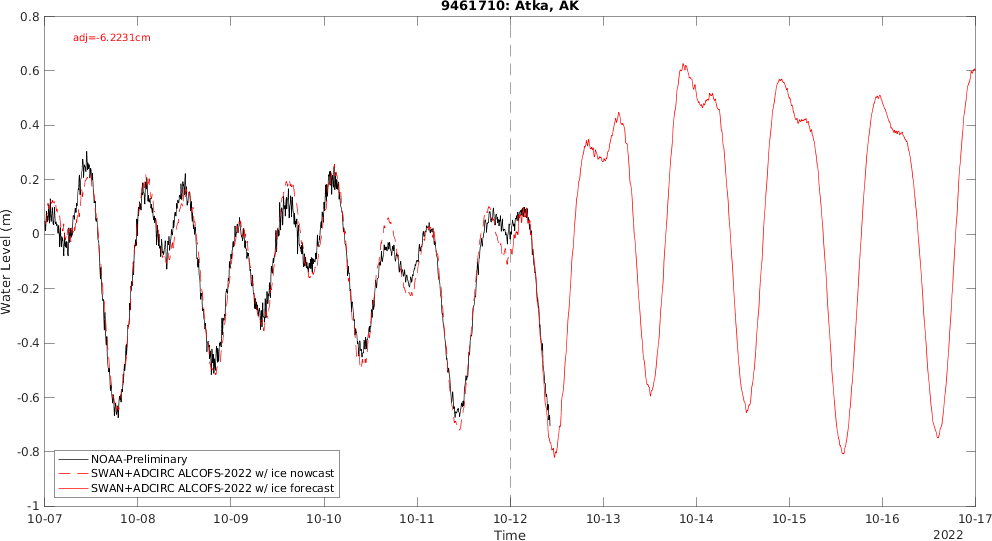 9461710: Atka, AK
adj=-6.2231cm
0.8
0.6
0.4
0.2
0
-0.2
-0.4
-0.6
-0.8
-1
Water Level (m)
NOAA-Preliminary
SWAN+ADCIRC ALCOFS-2022 w/ ice nowcast
SWAN+ADCIRC ALCOFS-2022 w/ ice forecast
10-07 10-08 10-09 10-10 10-11 10-12 10-13 10-14 10-15 10-16 10-17
Time
2022